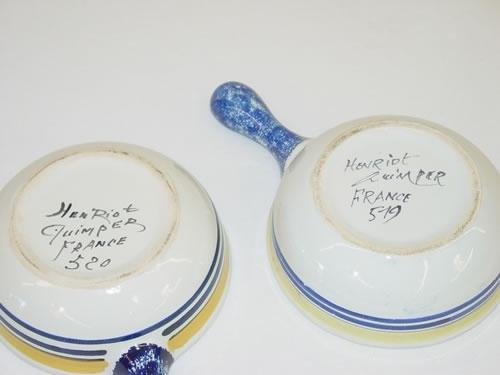 HenRiot
Quimper
FRANCE
520
HENRiot
Quimper
FRANCE
519